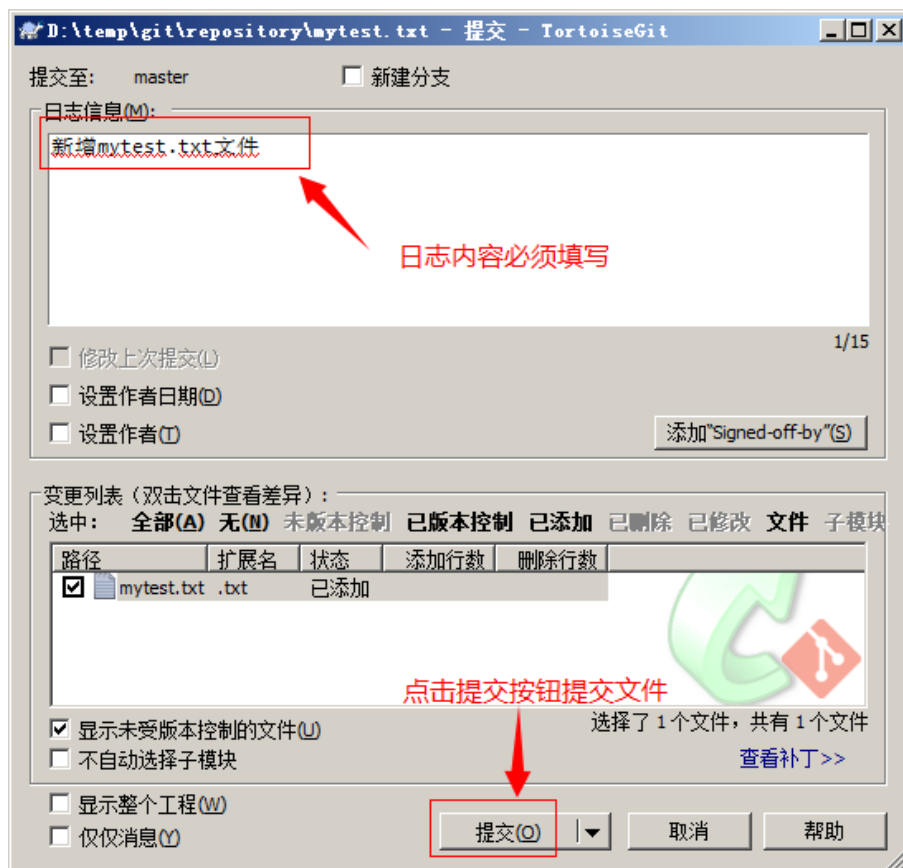 D:\temp\git\repository\mytest.txt - 提交 - TortoiseGit
提交至: master 新建分支
日志信息(M):
新增mytest.txt文件
日志内容必须填写
1/15
修改上次提交(L)
设置作者日期(D)
设置作者(T)
添加"Signed-off-by"(S)
变更列表（双击文件查看差异）:
选中: 全部(A) 无(N) 未版本控制 已版本控制 已添加 已删除 已修改 文件 子模块
路径 扩展名 状态 添加行数 删除行数
mytest.txt .txt 已添加
点击提交按钮提交文件
显示未受版本控制的文件(U)
选择了1个文件，共有1个文件
不自动选择子模块
查看补丁>>
显示整个工程(W)
仅仅消息(Y)
提交(O) 取消 帮助